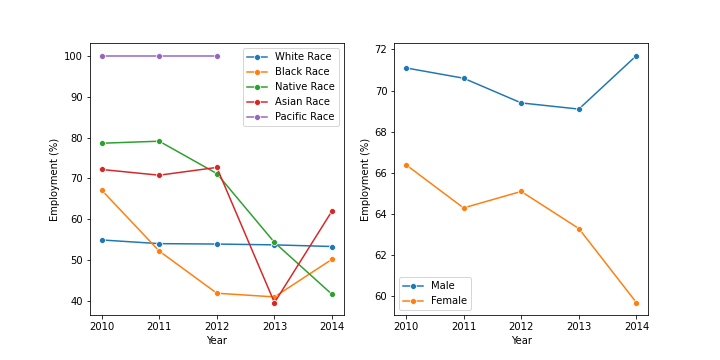 100
90
80
70
60
50
40
Employment (%)
2010 2011 2012 2013 2014
Year
White Race
Black Race
Native Race
Asian Race
Pacific Race
72
70
68
66
64
62
60
Employment (%)
2010 2011 2012 2013 2014
Year
Male
Female